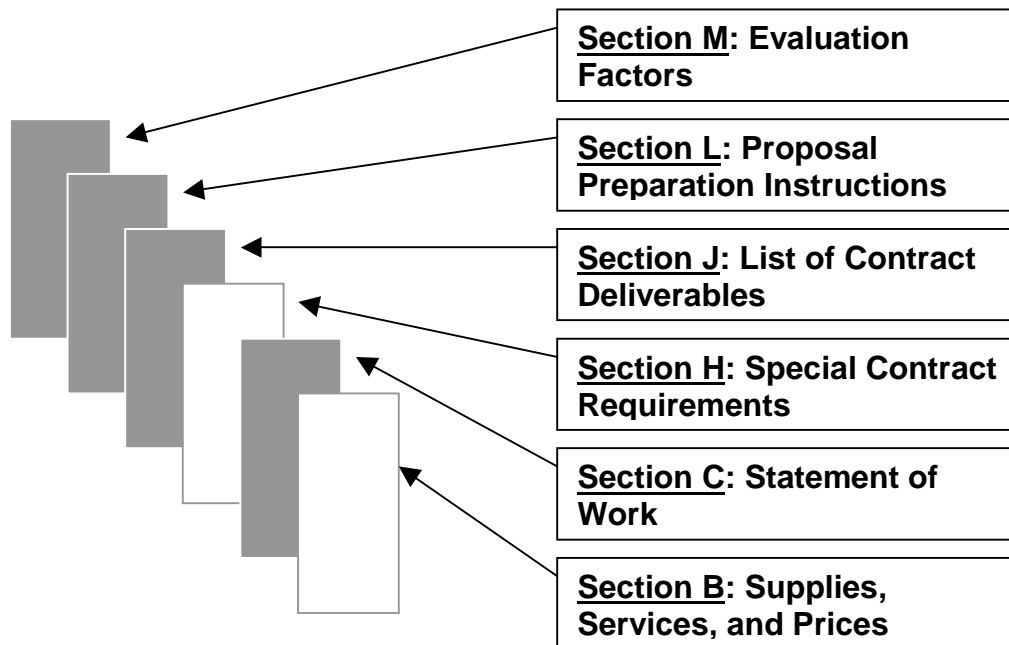 Section M: Evaluation
Factors
Section L: Proposal
Preparation Instructions
Section J: List of Contract
Deliverables
Section H: Special Contract
Requirements
Section C: Statement of
Work
Section B: Supplies,
Services, and Prices